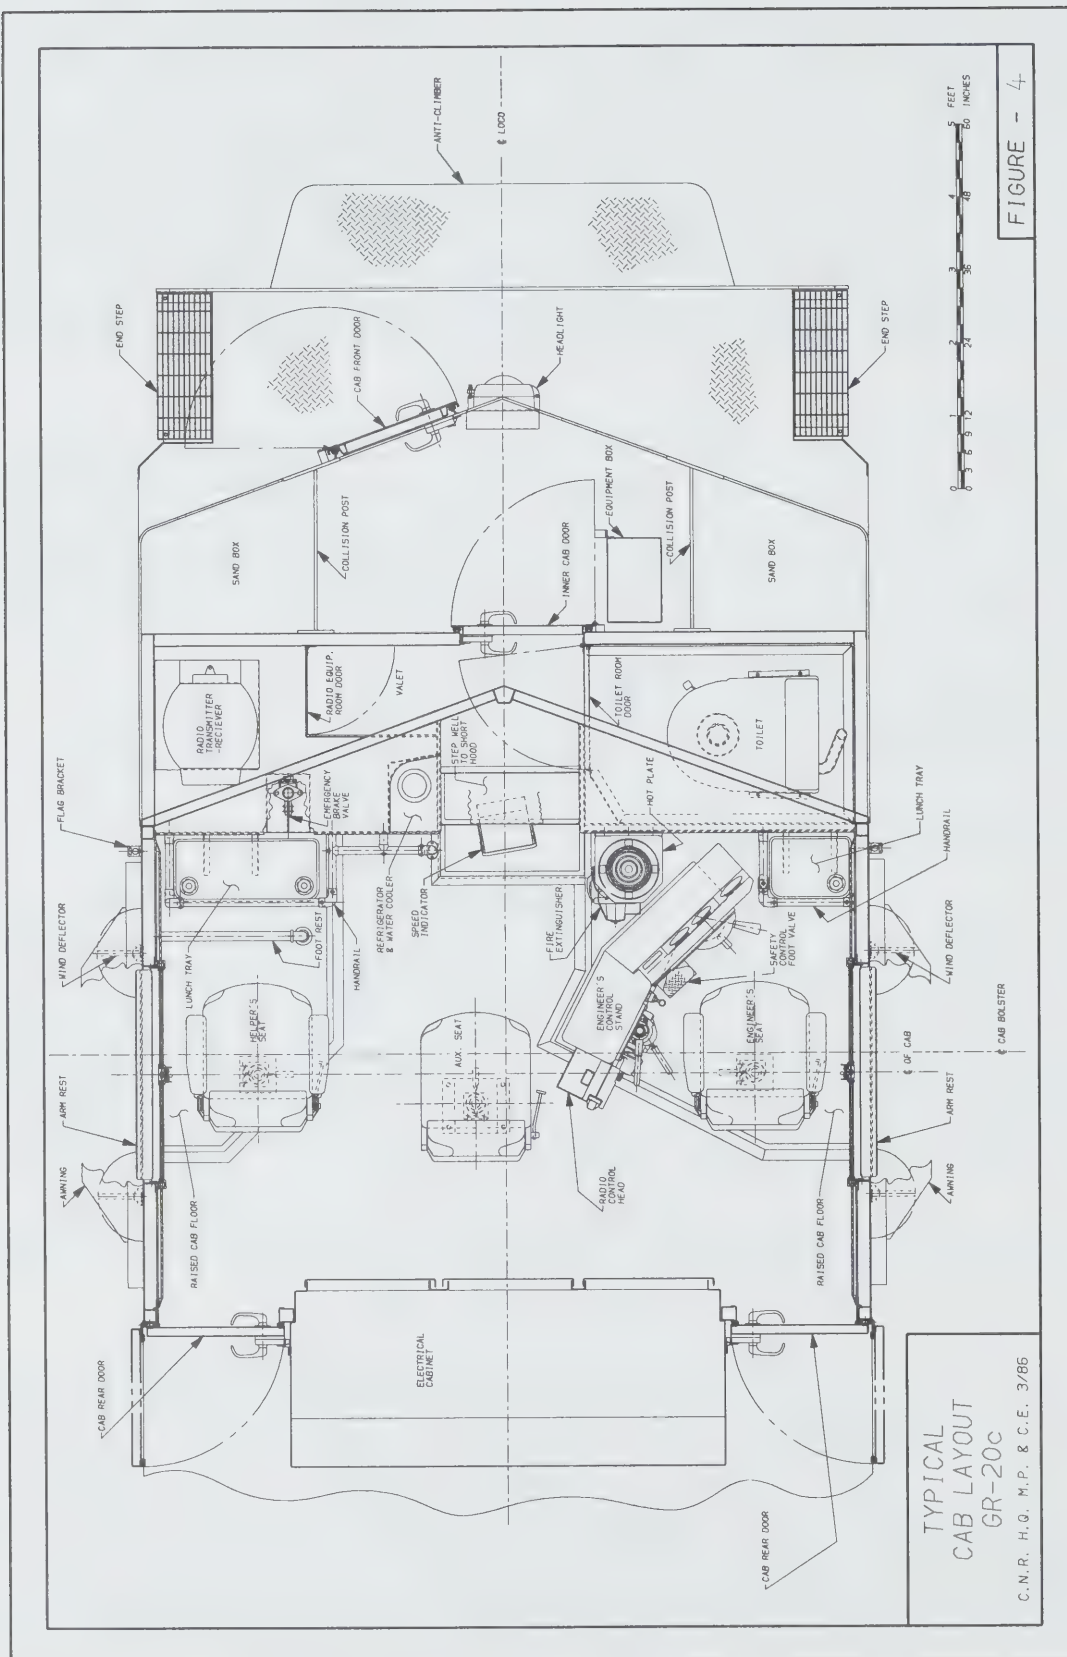 FIGURE - 4
5 FEET
60 INCHES
4
48
3
36
2
24
1
12
9
6
3
0
0
ANTI-CLIMBER
℄ LOCO
END STEP
CAB FRONT DOOR
HEADLIGHT
END STEP
SAND BOX
COLLISION POST
INNER CAB DOOR
EQUIPMENT BOX
COLLISION POST
SAND BOX
FLAG BRACKET
RADIO
TRANSMITTER
-RECIEVER
RADIO EQUIP.
ROOM DOOR
VALET
STEP WELL
TO SHORT
HOOD
TOILET ROOM
DOOR
TOILET
HOT PLATE
LUNCH TRAY
HANDRAIL
EMERGENCY
BRAKE
VALVE
WIND DEFLECTOR
LUNCH TRAY
FOOT REST
HANDRAIL
REFRIGERATOR
& WATER COOLER
SPEED
INDICATOR
FIRE
EXTINGUISHER
SAFETY
CONTROL
FOOT VALVE
WIND DEFLECTOR
HELPER'S
SEAT
AUX. SEAT
ENGINEER'S
CONTROL
STAND
ENGINEER'S
SEAT
℄ OF CAB
℄ CAB BOLSTER
ARM REST
ARM REST
AWNING
RAISED CAB FLOOR
RADIO
CONTROL
HEAD
RAISED CAB FLOOR
AWNING
CAB REAR DOOR
ELECTRICAL
CABINET
CAB REAR DOOR
TYPICAL
CAB LAYOUT
GR-20c
C.N.R. H.Q. M.P. & C.E. 3/86